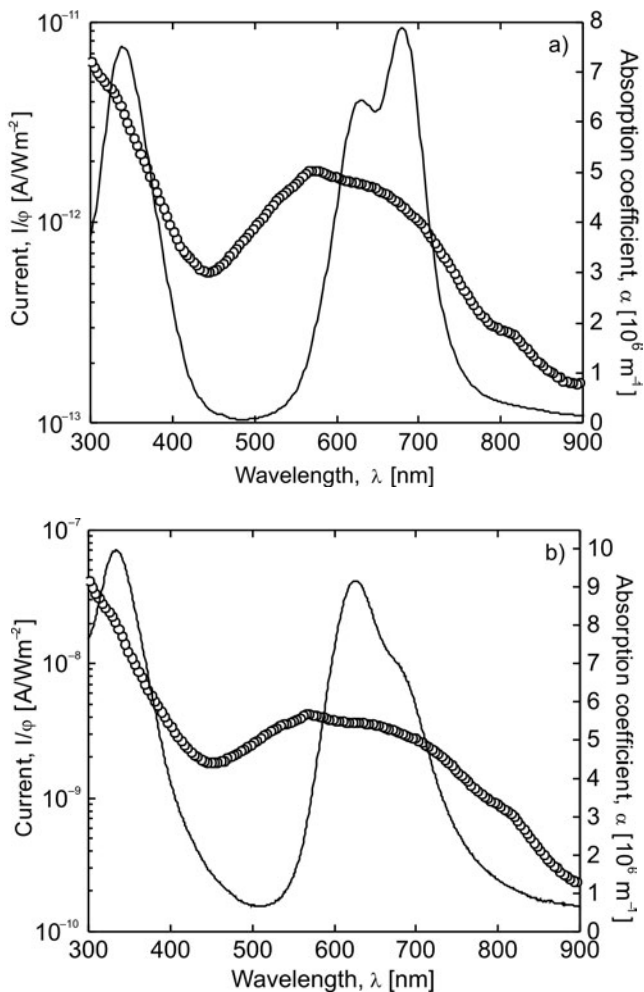 a)
Current, I/φ [A/Wm⁻²]
10⁻¹¹
10⁻¹²
10⁻¹³
8
7
6
5
4
3
2
1
0
Absorption coefficient, α [10⁶ m⁻¹]
300 400 500 600 700 800 900
Wavelength, λ [nm]
b)
Current, I/φ [A/Wm⁻²]
10⁻⁷
10⁻⁸
10⁻⁹
10⁻¹⁰
10
9
8
7
6
5
4
3
2
1
0
Absorption coefficient, α [10⁶ m⁻¹]
300 400 500 600 700 800 900
Wavelength, λ [nm]